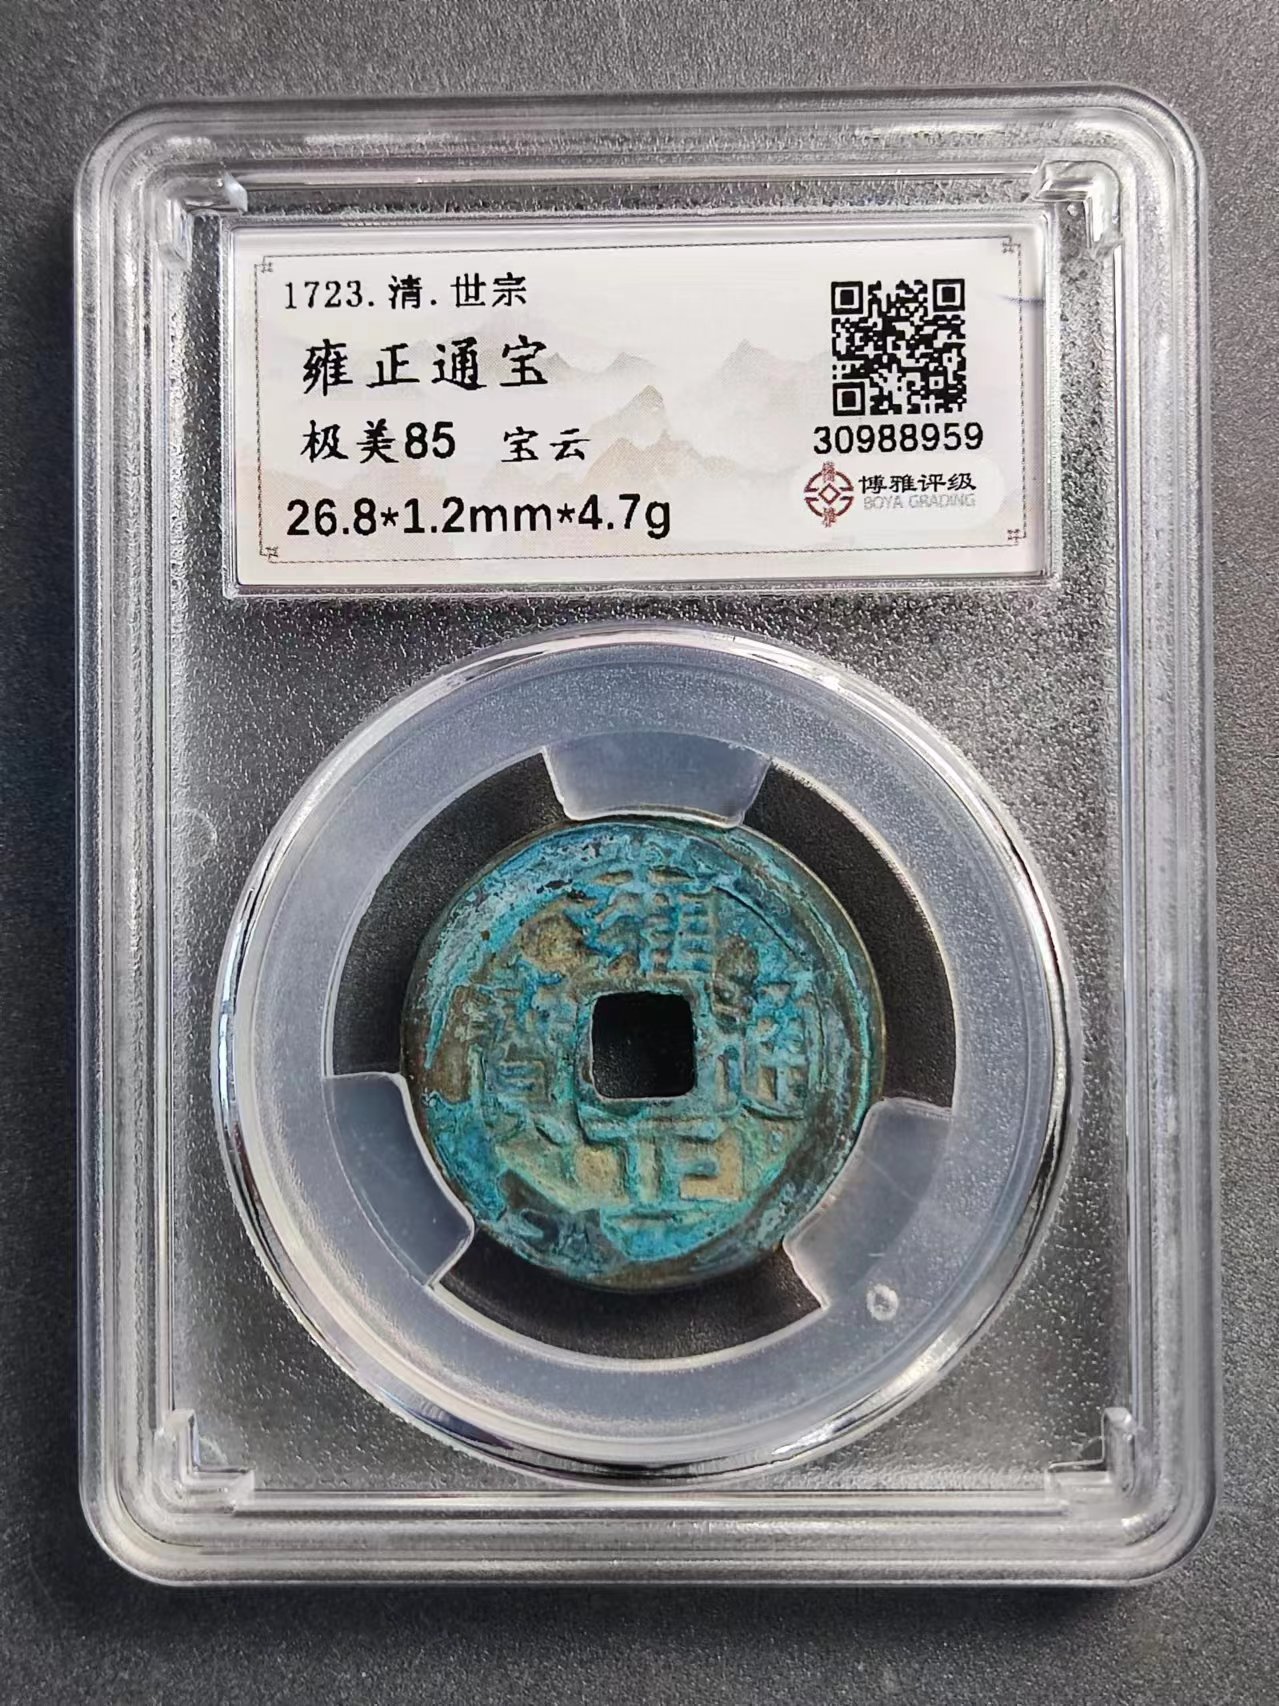 1723.清.世宗
雍正通宝
极美85 宝云
26.8*1.2mm*4.7g
30988959
博雅评级
BOYA GRADING
雍正通寶